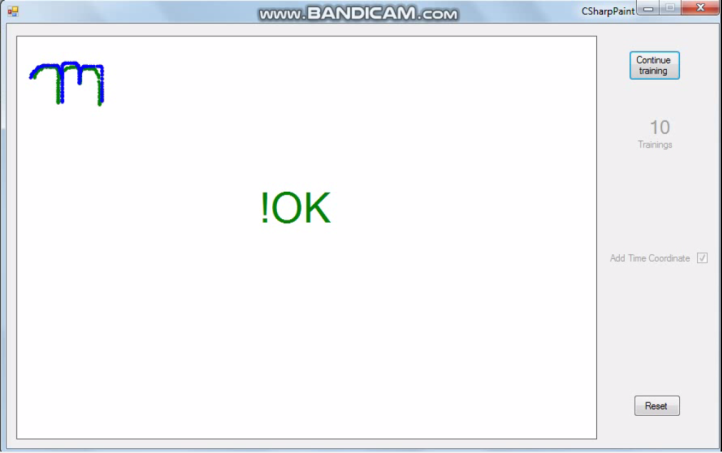 www.BANDICAM.com
CSharpPaint
Continue
training
10
Trainings
!OK
Add Time Coordinate
Reset